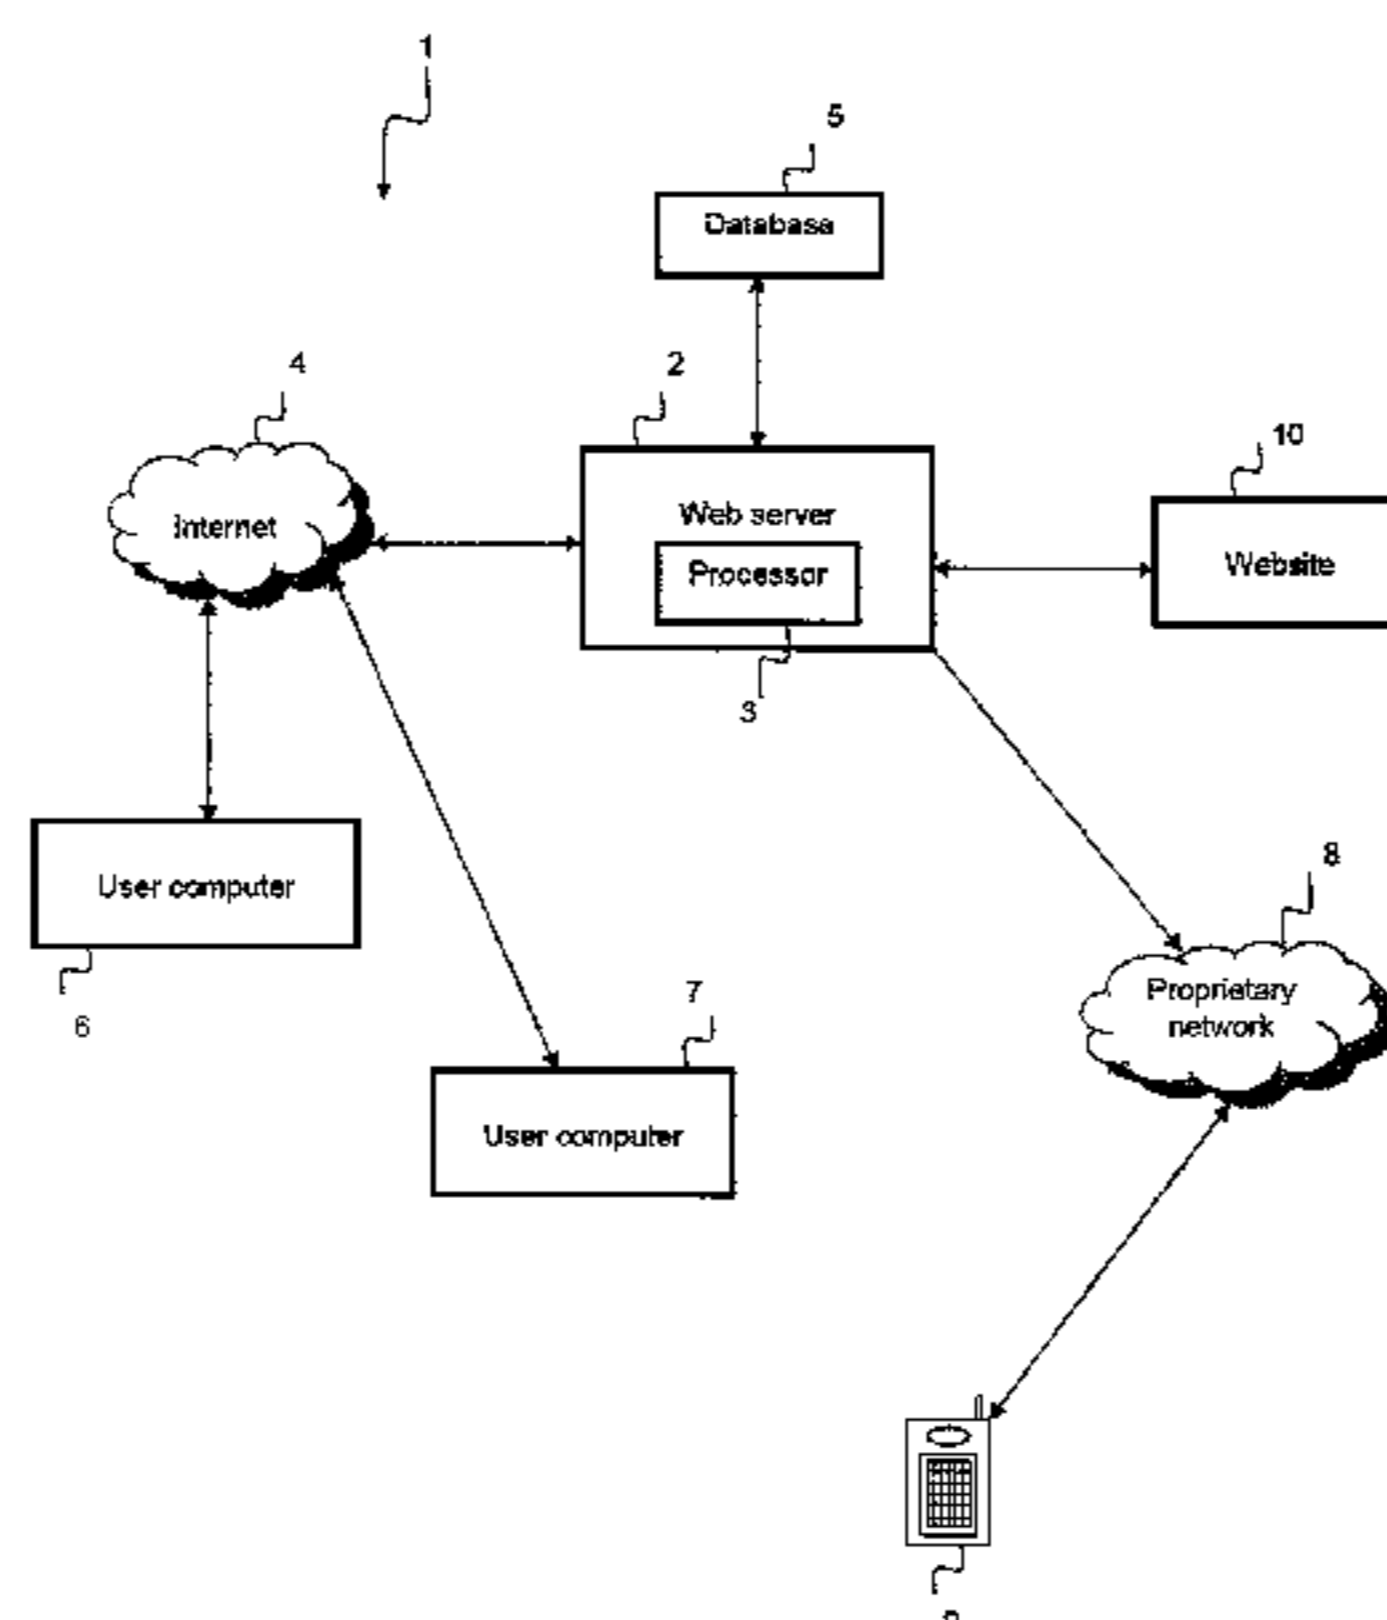 1
5
Database
4
2
10
Internet
Web server
Website
Processor
3
8
User computer
Proprietary
network
7
6
User computer